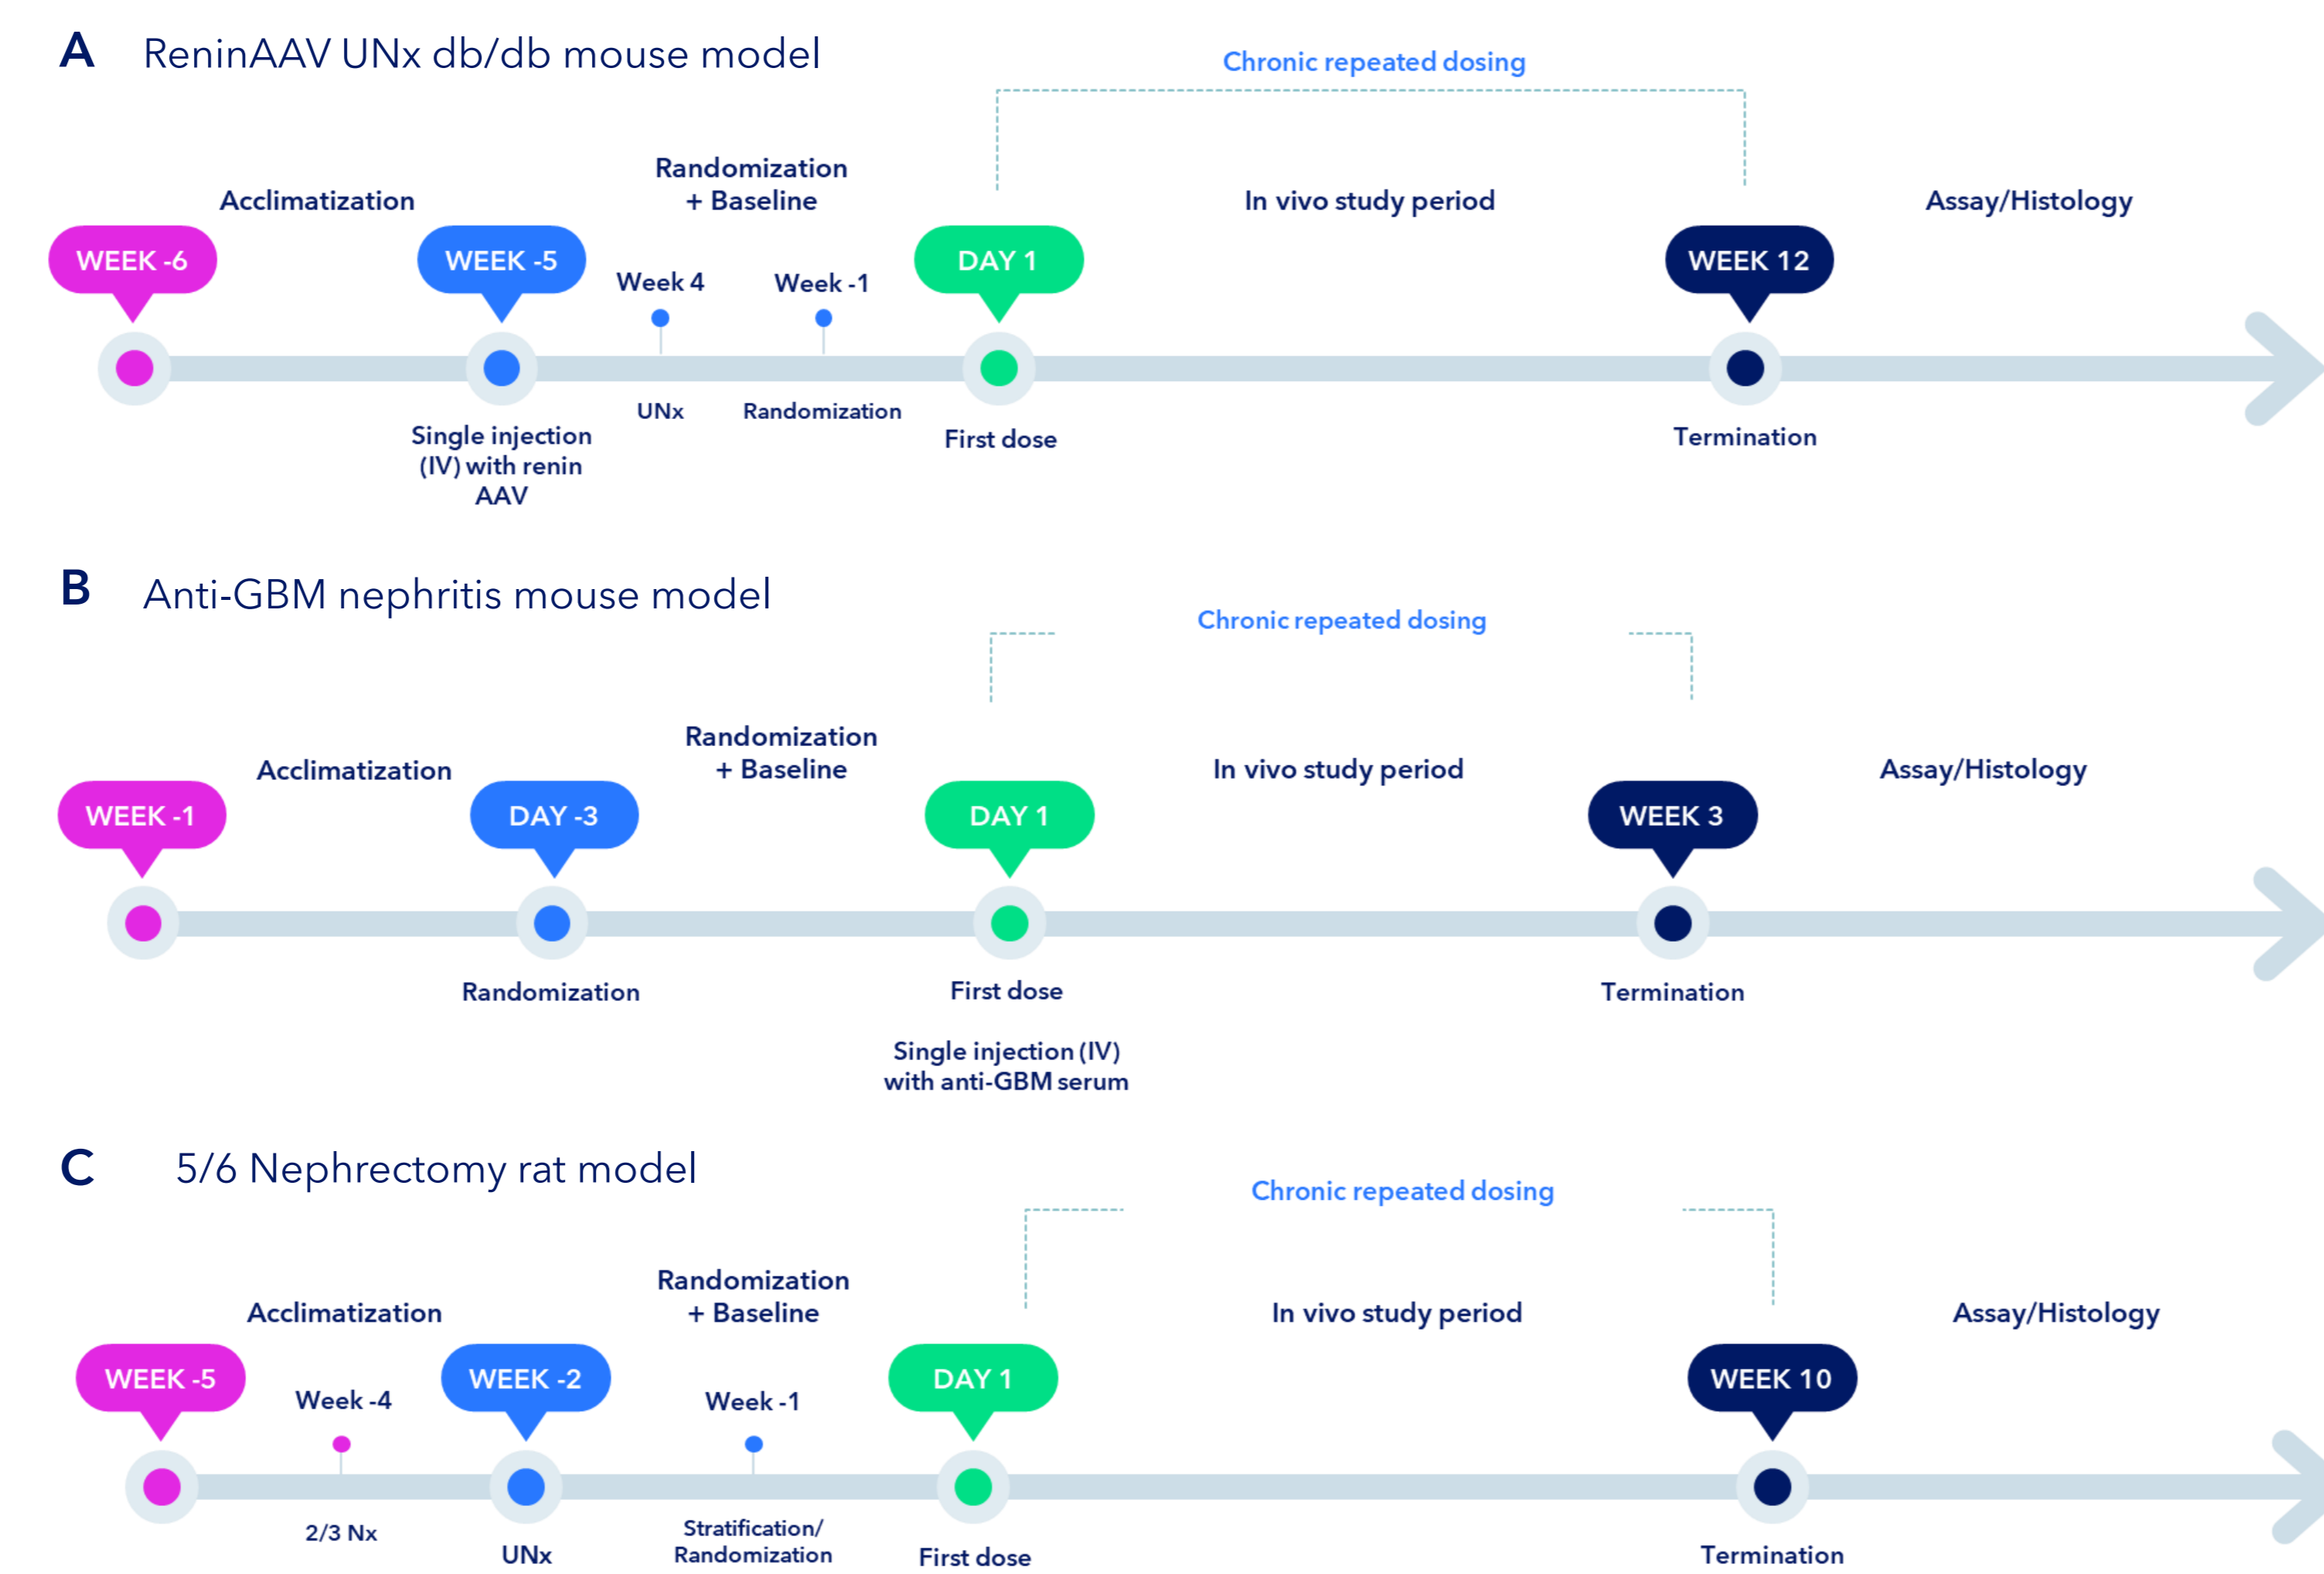 A ReninAAV UNx db/db mouse model
Chronic repeated dosing
Acclimatization
Randomization
+ Baseline
In vivo study period
Assay/Histology
WEEK -6
WEEK -5
Week 4
Week -1
DAY 1
WEEK 12
Single injection
(IV) with renin
AAV
UNx
Randomization
First dose
Termination
B Anti-GBM nephritis mouse model
Chronic repeated dosing
Acclimatization
Randomization
+ Baseline
In vivo study period
Assay/Histology
WEEK -1
DAY -3
DAY 1
WEEK 3
Randomization
First dose
Termination
Single injection (IV)
with anti-GBM serum
C 5/6 Nephrectomy rat model
Chronic repeated dosing
Acclimatization
Randomization
+ Baseline
In vivo study period
Assay/Histology
WEEK -5
Week -4
WEEK -2
Week -1
DAY 1
WEEK 10
2/3 Nx
UNx
Stratification/
Randomization
First dose
Termination